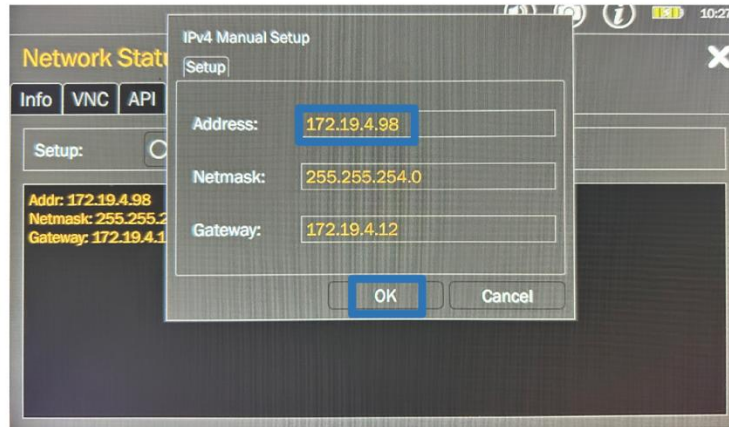 10:27
Network Statu
IPv4 Manual Setup
Setup
Info VNC API
Address: 172.19.4.98
Setup:
Netmask: 255.255.254.0
Addr: 172.19.4.98
Netmask: 255.255.2
Gateway: 172.19.4.1
Gateway: 172.19.4.12
OK Cancel